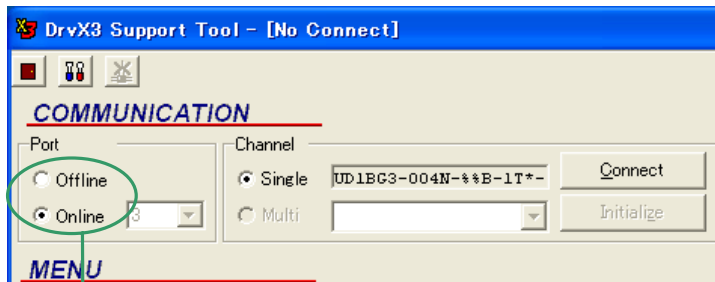 DrvX3 Support Tool - [No Connect]
COMMUNICATION
Port
Channel
Offline
Single UD1BG3-004N-%%B-1T*-
Connect
Online 3
Multi
Initialize
MENU